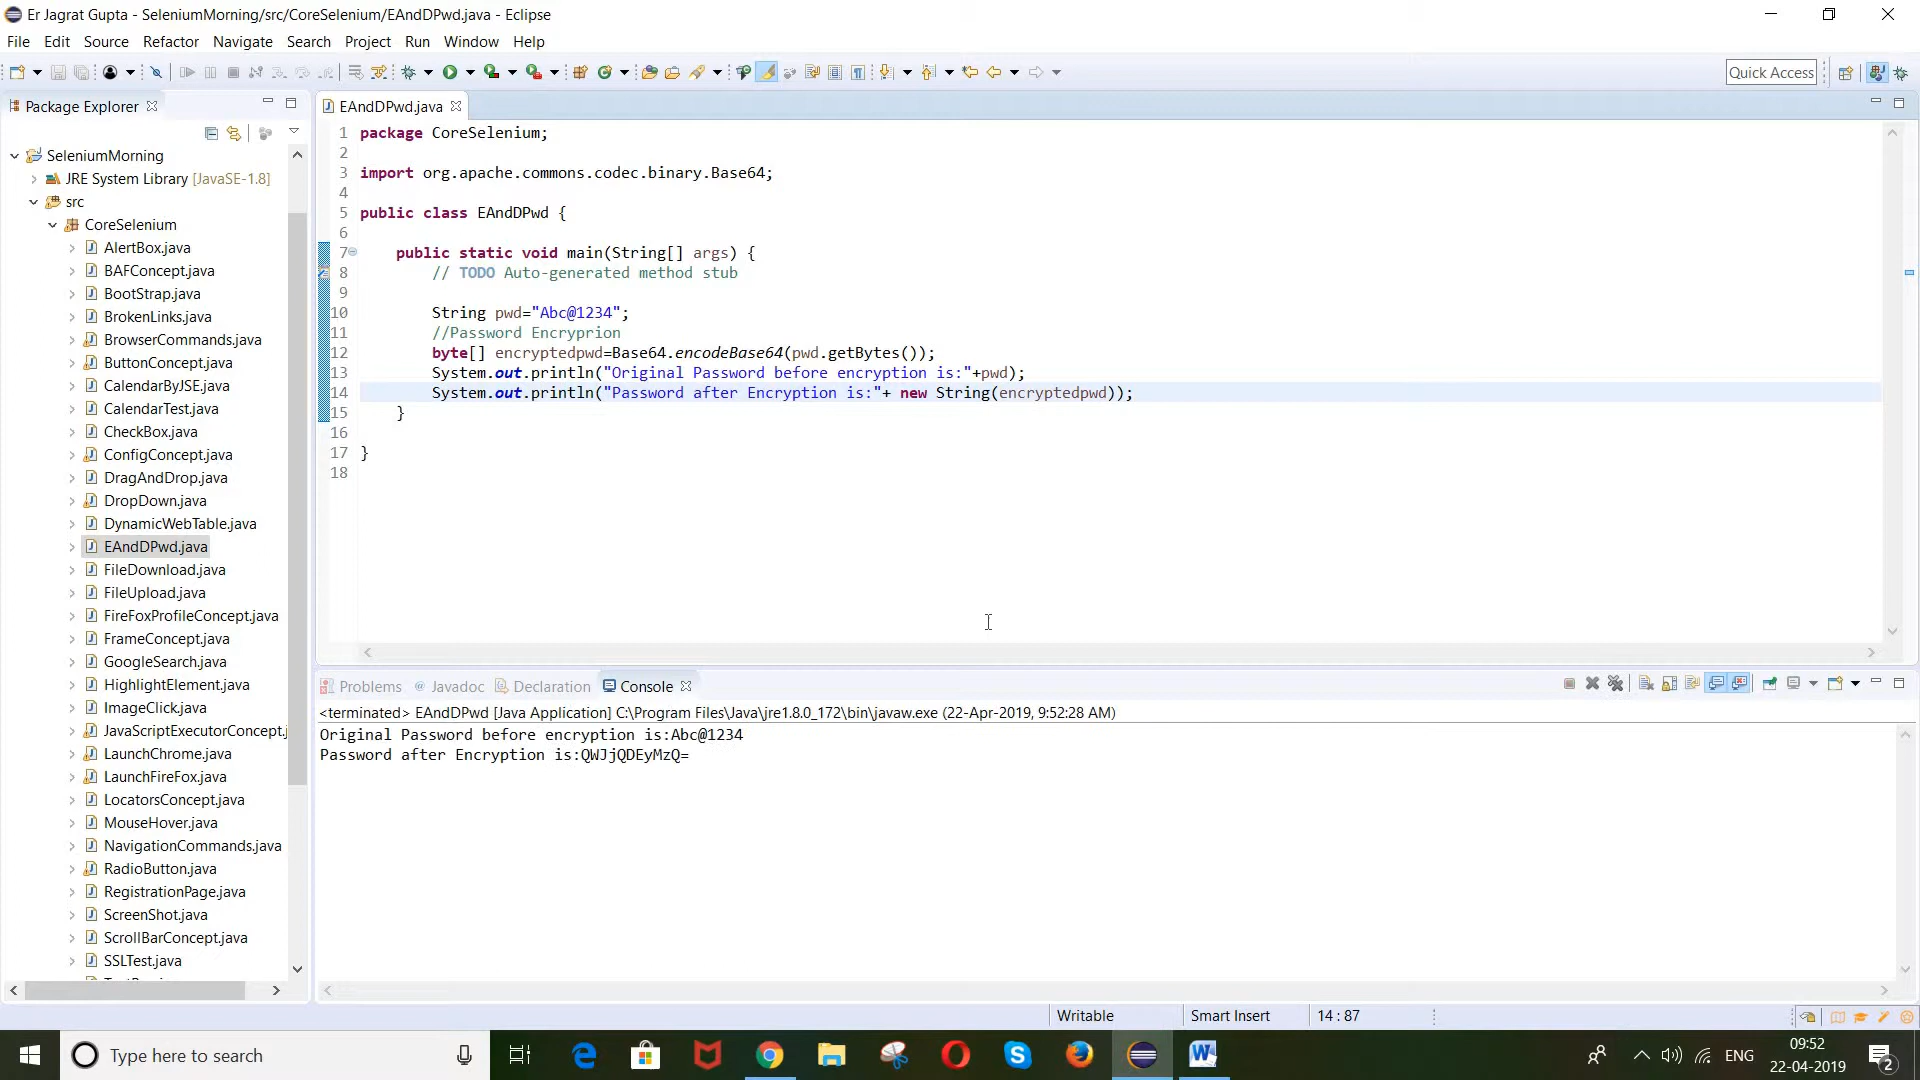 Er Jagrat Gupta - SeleniumMorning/src/CoreSelenium/EAndDPwd.java - Eclipse
File Edit Source Refactor Navigate Search Project Run Window Help
Quick Access
Package Explorer
SeleniumMorning
JRE System Library [JavaSE-1.8]
src
CoreSelenium
AlertBox.java
BAFConcept.java
BootStrap.java
BrokenLinks.java
BrowserCommands.java
ButtonConcept.java
CalendarByJSE.java
CalendarTest.java
CheckBox.java
ConfigConcept.java
DragAndDrop.java
DropDown.java
DynamicWebTable.java
EAndDPwd.java
FileDownload.java
FileUpload.java
FireFoxProfileConcept.java
FrameConcept.java
GoogleSearch.java
HighlightElement.java
ImageClick.java
JavaScriptExecutorConcept.j
LaunchChrome.java
LaunchFireFox.java
LocatorsConcept.java
MouseHover.java
NavigationCommands.java
RadioButton.java
RegistrationPage.java
ScreenShot.java
ScrollBarConcept.java
SSLTest.java
EAndDPwd.java
1 package CoreSelenium;
2
3 import org.apache.commons.codec.binary.Base64;
4
5 public class EAndDPwd {
6
7 public static void main(String[] args) {
8 // TODO Auto-generated method stub
9
10 String pwd="Abc@1234";
11 //Password Encryprion
12 byte[] encryptedpwd=Base64.encodeBase64(pwd.getBytes());
13 System.out.println("Original Password before encryption is:"+pwd);
14 System.out.println("Password after Encryption is:"+ new String(encryptedpwd));
15 }
16
17 }
18
Problems Javadoc Declaration Console
<terminated> EAndDPwd [Java Application] C:\Program Files\Java\jre1.8.0_172\bin\javaw.exe (22-Apr-2019, 9:52:28 AM)
Original Password before encryption is:Abc@1234
Password after Encryption is:QWJjQDEyMzQ=
Writable Smart Insert 14 : 87
Type here to search
ENG
09:52
22-04-2019
2